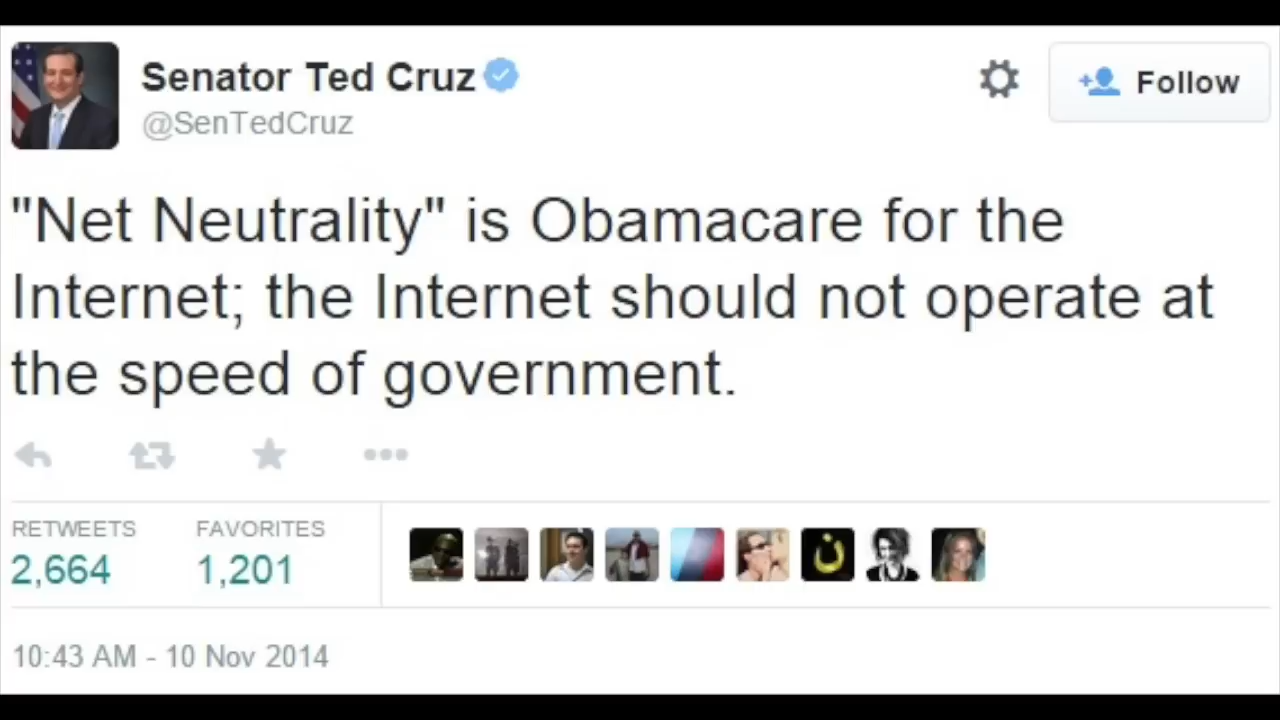 Senator Ted Cruz
@SenTedCruz
Follow
"Net Neutrality" is Obamacare for the
Internet; the Internet should not operate at
the speed of government.
RETWEETS FAVORITES
2,664 1,201
ن
10:43 AM - 10 Nov 2014